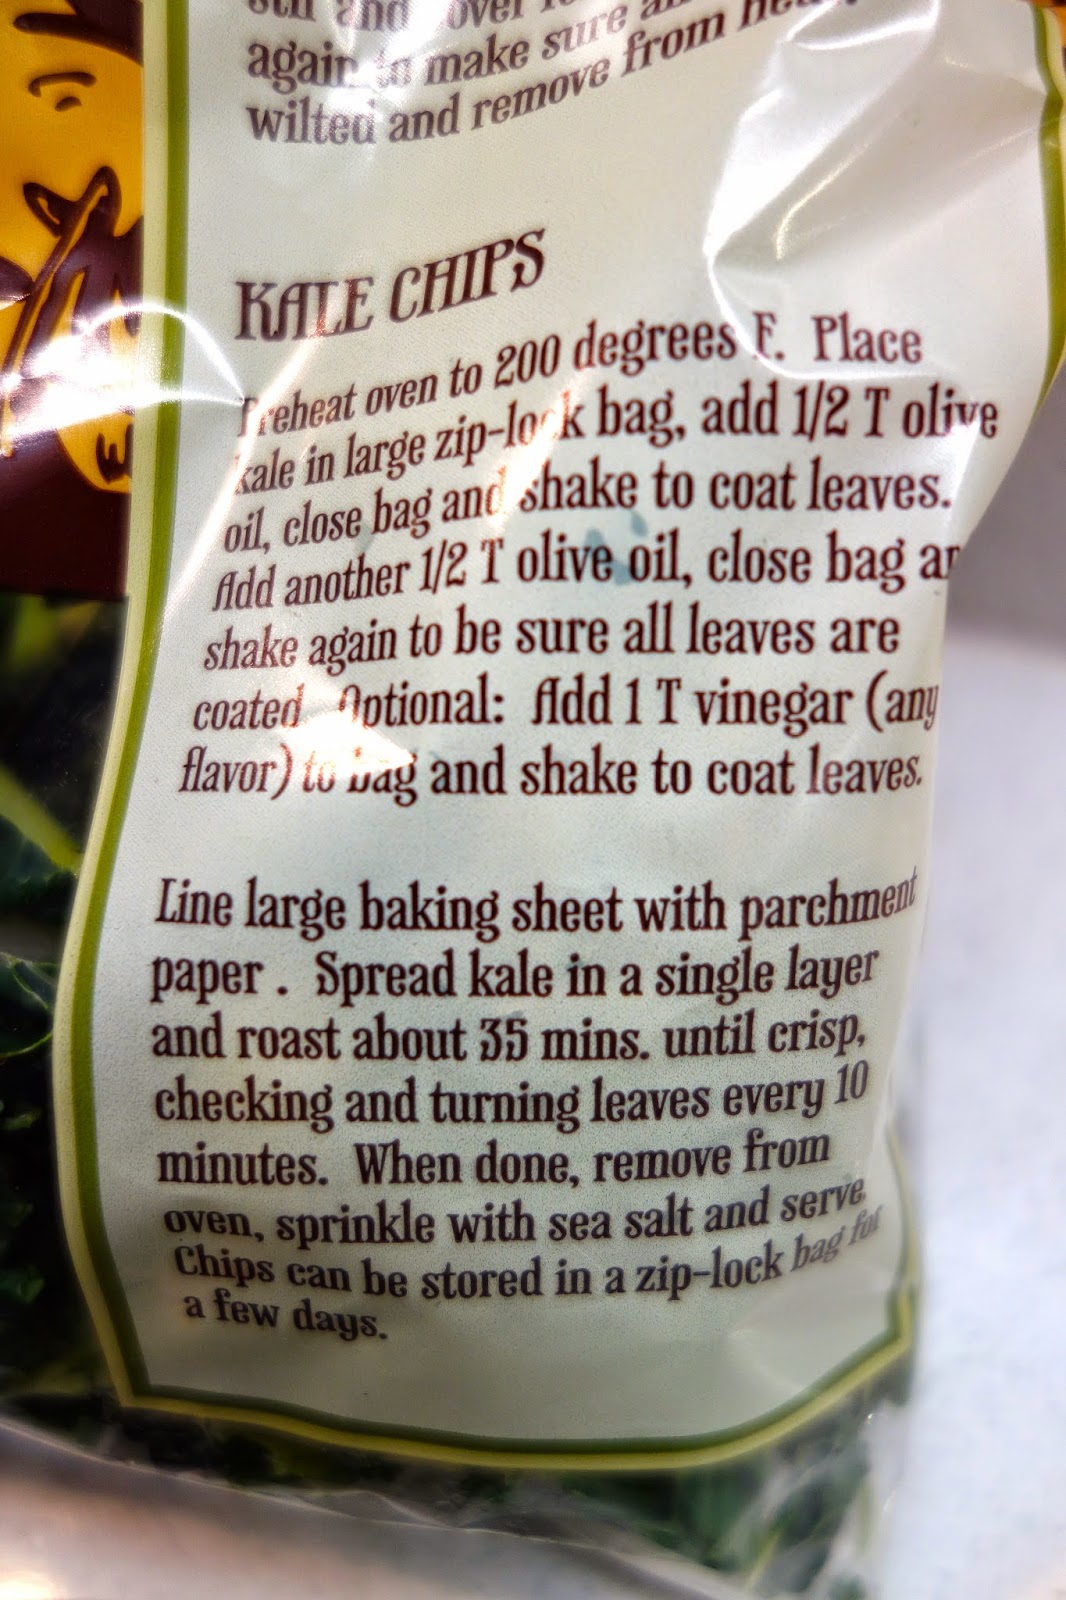 Stir and
again to make sure
wilted and remove from
KALE CHIPS
Preheat oven to 200 degrees F. Place
kale in large zip-lock bag, add 1/2 T olive
oil, close bag and shake to coat leaves.
Add another 1/2 T olive oil, close bag
shake again to be sure all leaves are
coated Optional: Add 1 T vinegar (any
flavor) to bag and shake to coat leaves.
Line large baking sheet with parchment
paper . Spread kale in a single layer
and roast about 35 mins. until crisp,
checking and turning leaves every 10
minutes. When done, remove from
oven, sprinkle with sea salt and serve.
Chips can be stored in a zip-lock bag for
a few days.